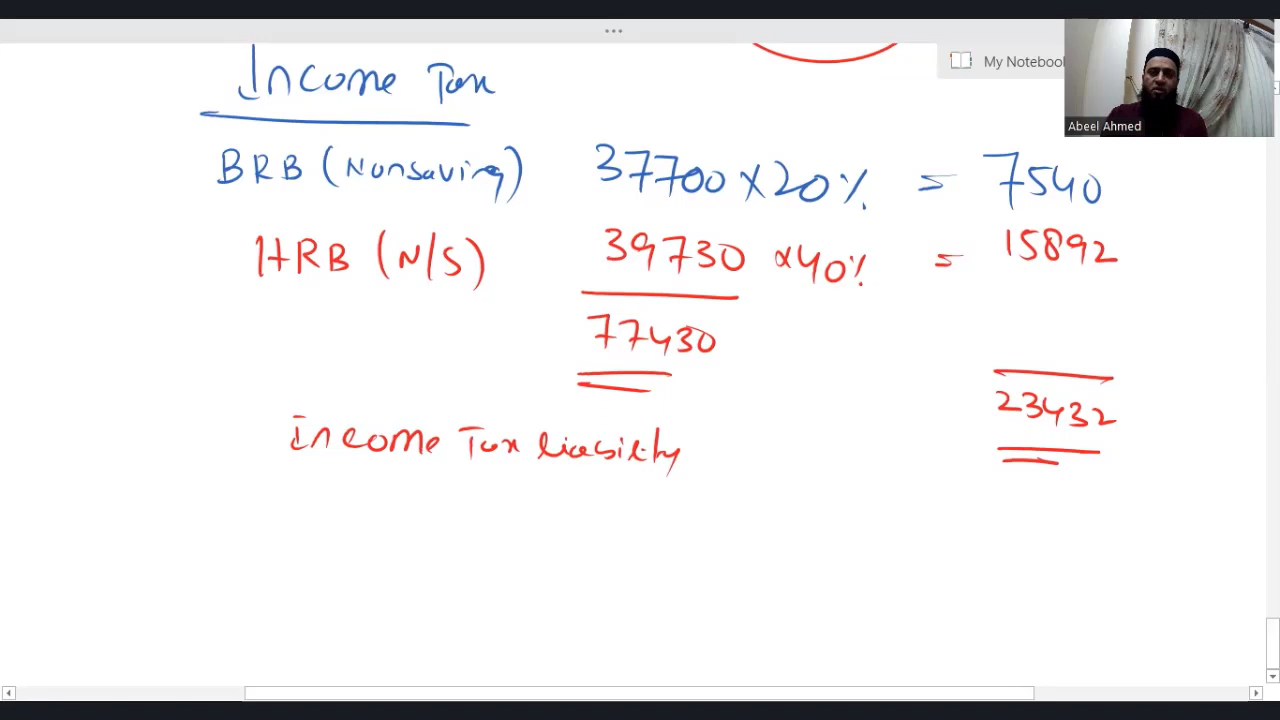 Income Tax
My Notebook
Abeel Ahmed
BRB (Nonsaving) 37700 x 20% = 7540
HRB (N/S) 39730 x 40% = 15892
77430
23432
Income Tax liability